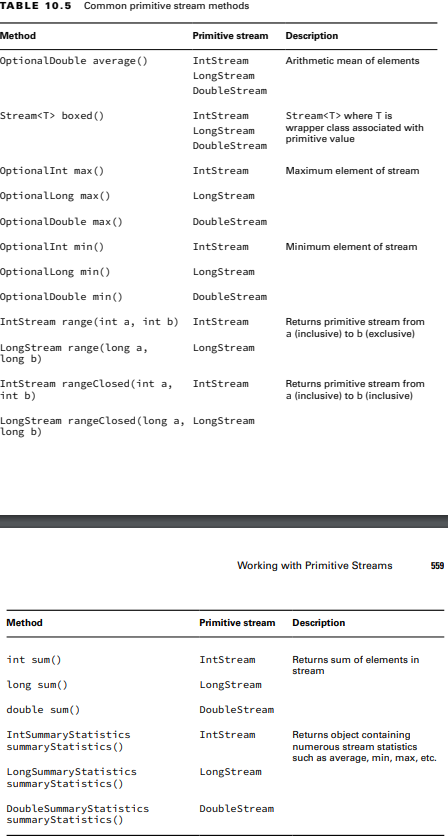 TABLE 10.5 Common primitive stream methods
Method Primitive stream Description
OptionalDouble average() IntStream Arithmetic mean of elements
LongStream
DoubleStream
Stream<T> boxed() IntStream Stream<T> where T is
LongStream wrapper class associated with
DoubleStream primitive value
OptionalInt max() IntStream Maximum element of stream
OptionalLong max() LongStream
OptionalDouble max() DoubleStream
OptionalInt min() IntStream Minimum element of stream
OptionalLong min() LongStream
OptionalDouble min() DoubleStream
IntStream range(int a, int b) IntStream Returns primitive stream from
a (inclusive) to b (exclusive)
LongStream range(long a, LongStream
long b)
IntStream rangeClosed(int a, IntStream Returns primitive stream from
int b) a (inclusive) to b (inclusive)
LongStream rangeClosed(long a, LongStream
long b)
Working with Primitive Streams 559
Method Primitive stream Description
int sum() IntStream Returns sum of elements in
stream
long sum() LongStream
double sum() DoubleStream
IntSummaryStatistics IntStream Returns object containing
summaryStatistics() numerous stream statistics
such as average, min, max, etc.
LongSummaryStatistics LongStream
summaryStatistics()
DoubleSummaryStatistics DoubleStream
summaryStatistics()